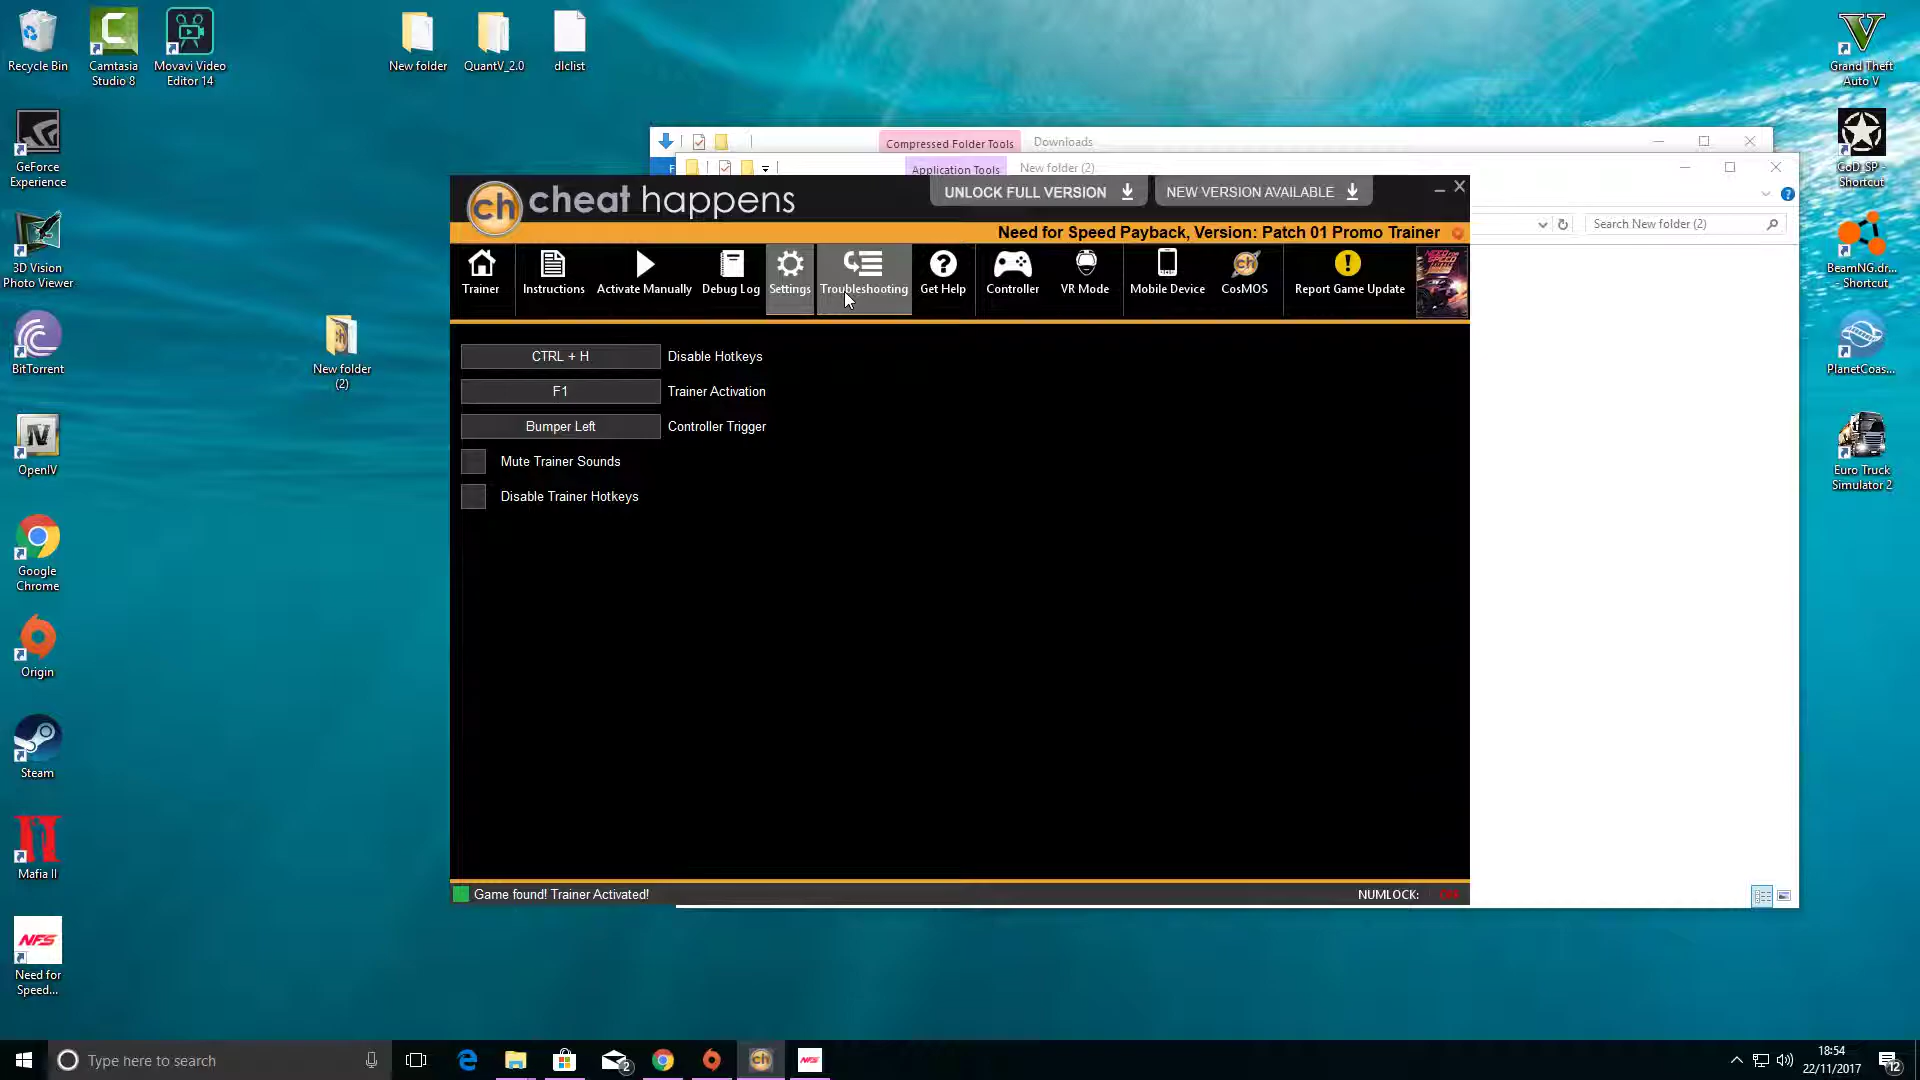 Recycle Bin
Camtasia
Studio 8
Movavi Video
Editor 14
New folder
QuantV_2.0
dlclist
Grand Theft
Auto V
GeForce
Experience
CoD SP -
Shortcut
3D Vision
Photo Viewer
BeamNG.dr...
- Shortcut
BitTorrent
New folder
(2)
PlanetCoas...
OpenIV
Euro Truck
Simulator 2
Google
Chrome
Origin
Steam
Mafia II
NFS
Need for
Speed...
Compressed Folder Tools
Downloads
Application Tools
New folder (2)
F
Search New folder (2)
ch cheat happens
UNLOCK FULL VERSION
NEW VERSION AVAILABLE
Need for Speed Payback, Version: Patch 01 Promo Trainer
Trainer
Instructions
Activate Manually
Debug Log
Settings
Troubleshooting
Get Help
Controller
VR Mode
Mobile Device
CosMOS
Report Game Update
CTRL + H
Disable Hotkeys
F1
Trainer Activation
Bumper Left
Controller Trigger
Mute Trainer Sounds
Disable Trainer Hotkeys
Game found! Trainer Activated!
NUMLOCK:
Type here to search
2
ch
NFS
18:54
22/11/2017
12